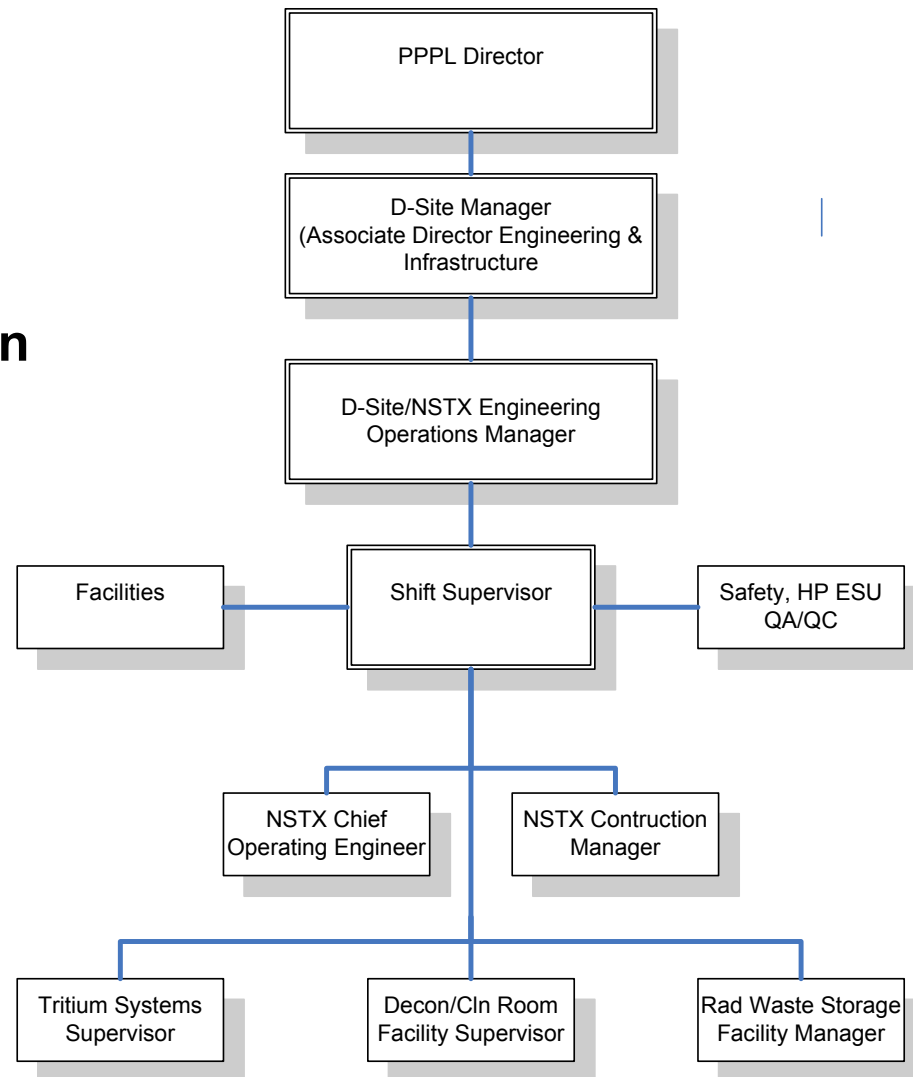 PPPL Director
D-Site Manager
(Associate Director Engineering &
Infrastructure
n
D-Site/NSTX Engineering
Operations Manager
Facilities
Shift Supervisor
Safety, HP ESU
QA/QC
NSTX Chief
Operating Engineer
NSTX Contruction
Manager
Tritium Systems
Supervisor
Decon/Cln Room
Facility Supervisor
Rad Waste Storage
Facility Manager